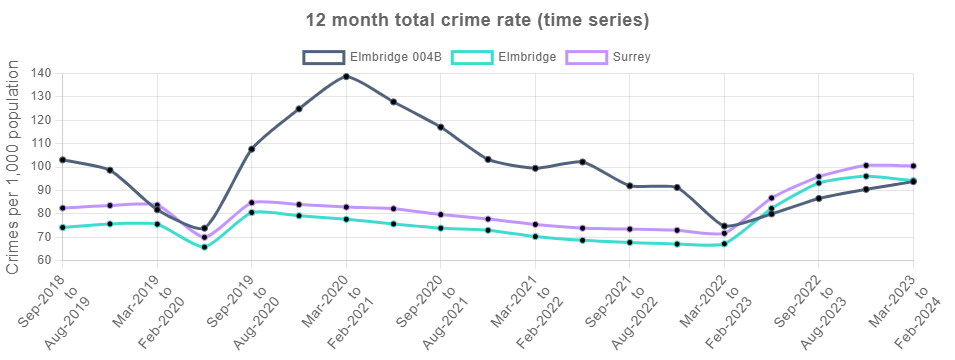 12 month total crime rate (time series)
Elmbridge 004B
Elmbridge
Surrey
Crimes per 1,000 population
140
130
120
110
100
90
80
70
60
Sep-2018
to
Aug-2019
Mar-2019
to
Feb-2020
Sep-2019
to
Aug-2020
Mar-2020
to
Feb-2021
Sep-2020
to
Aug-2021
Mar-2021
to
Feb-2022
Sep-2021
to
Aug-2022
Mar-2022
to
Feb-2023
Sep-2022
to
Aug-2023
Mar-2023
to
Feb-2024